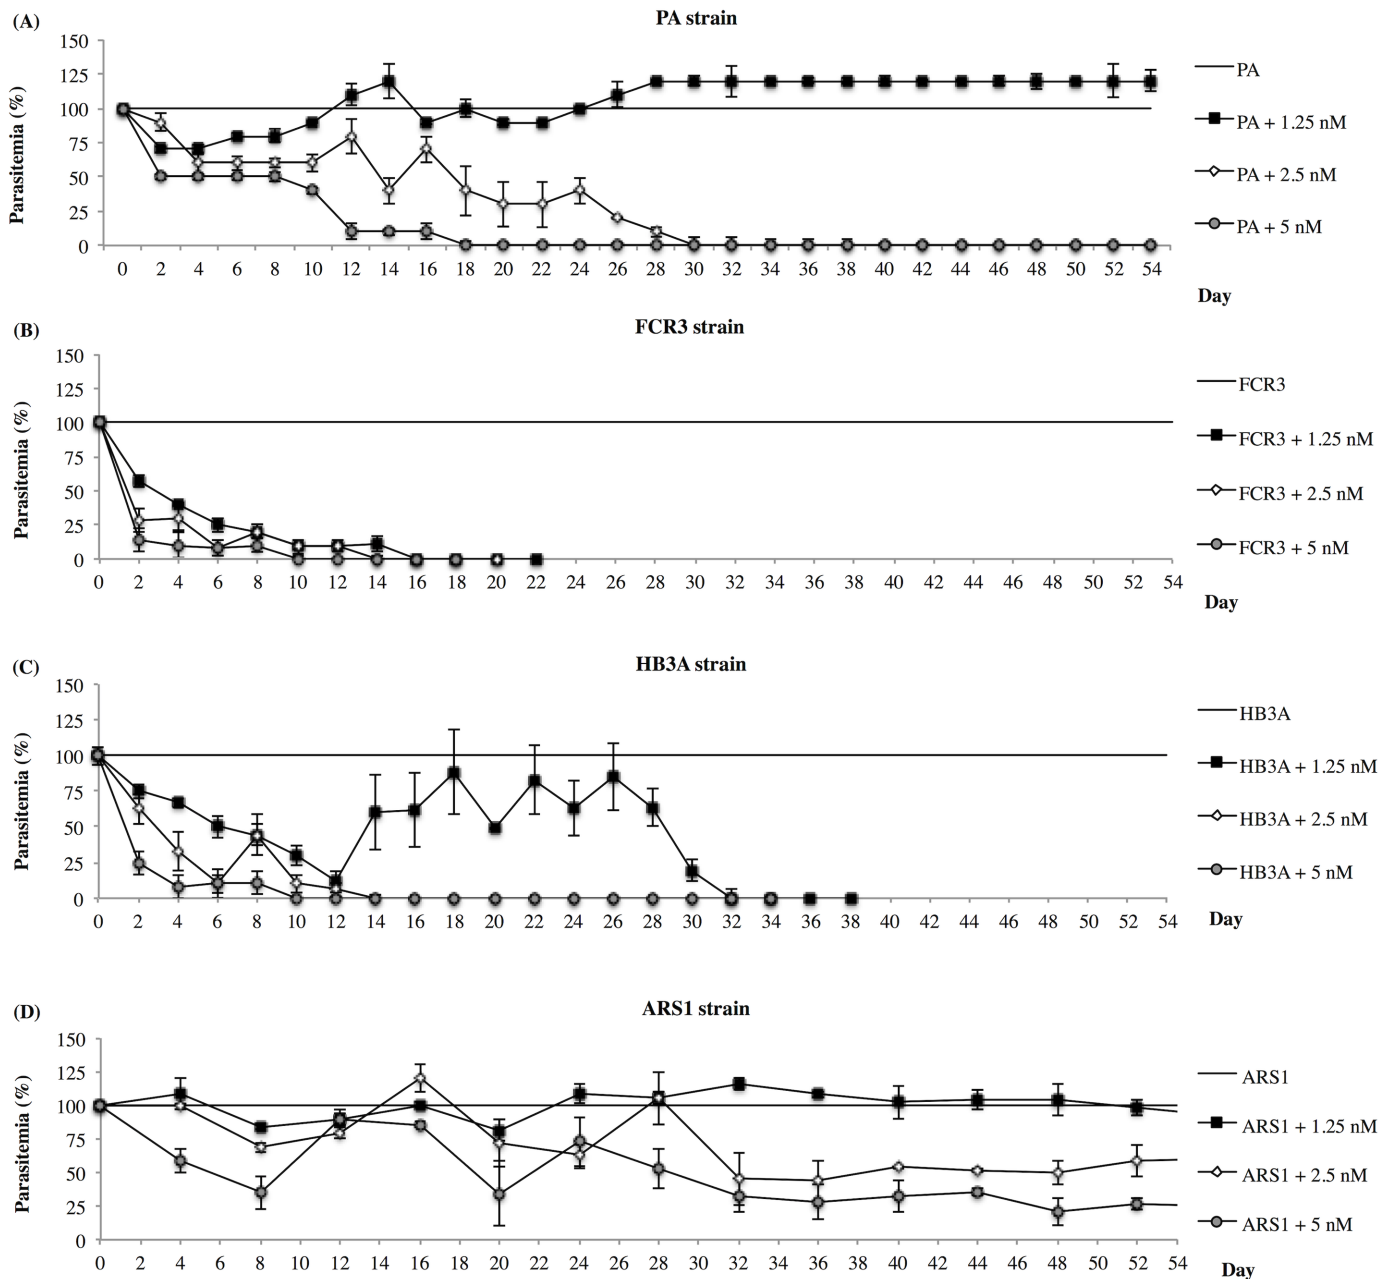 (A)
PA strain
Parasitemia (%)
150
125
100
75
50
25
0
0 2 4 6 8 10 12 14 16 18 20 22 24 26 28 30 32 34 36 38 40 42 44 46 48 50 52 54
Day
PA
PA + 1.25 nM
PA + 2.5 nM
PA + 5 nM
(B)
FCR3 strain
Parasitemia (%)
150
125
100
75
50
25
0
0 2 4 6 8 10 12 14 16 18 20 22 24 26 28 30 32 34 36 38 40 42 44 46 48 50 52 54
Day
FCR3
FCR3 + 1.25 nM
FCR3 + 2.5 nM
FCR3 + 5 nM
(C)
HB3A strain
Parasitemia (%)
150
125
100
75
50
25
0
0 2 4 6 8 10 12 14 16 18 20 22 24 26 28 30 32 34 36 38 40 42 44 46 48 50 52 54
Day
HB3A
HB3A + 1.25 nM
HB3A + 2.5 nM
HB3A + 5 nM
(D)
ARS1 strain
Parasitemia (%)
150
125
100
75
50
25
0
0 2 4 6 8 10 12 14 16 18 20 22 24 26 28 30 32 34 36 38 40 42 44 46 48 50 52 54
Day
ARS1
ARS1 + 1.25 nM
ARS1 + 2.5 nM
ARS1 + 5 nM